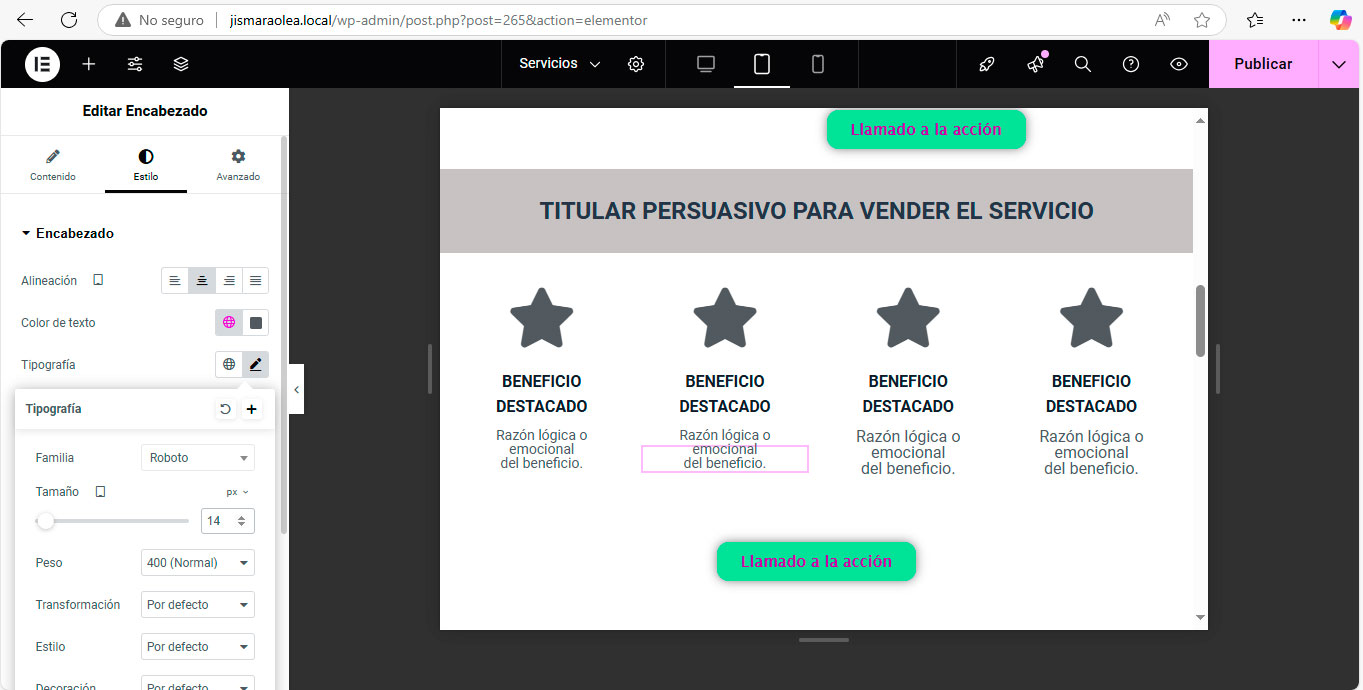 No seguro
jismaraolea.local/wp-admin/post.php?post=265&action=elementor
Servicios
Publicar
Editar Encabezado
Contenido
Estilo
Avanzado
Encabezado
Alineación
Color de texto
Tipografía
Tipografía
Familia
Roboto
Tamaño
px
14
Peso
400 (Normal)
Transformación
Por defecto
Estilo
Por defecto
Decoración
Por defecto
Llamado a la acción
TITULAR PERSUASIVO PARA VENDER EL SERVICIO
BENEFICIO
DESTACADO
Razón lógica o
emocional
del beneficio.
BENEFICIO
DESTACADO
Razón lógica o
emocional
del beneficio.
BENEFICIO
DESTACADO
Razón lógica o
emocional
del beneficio.
BENEFICIO
DESTACADO
Razón lógica o
emocional
del beneficio.
Llamado a la acción